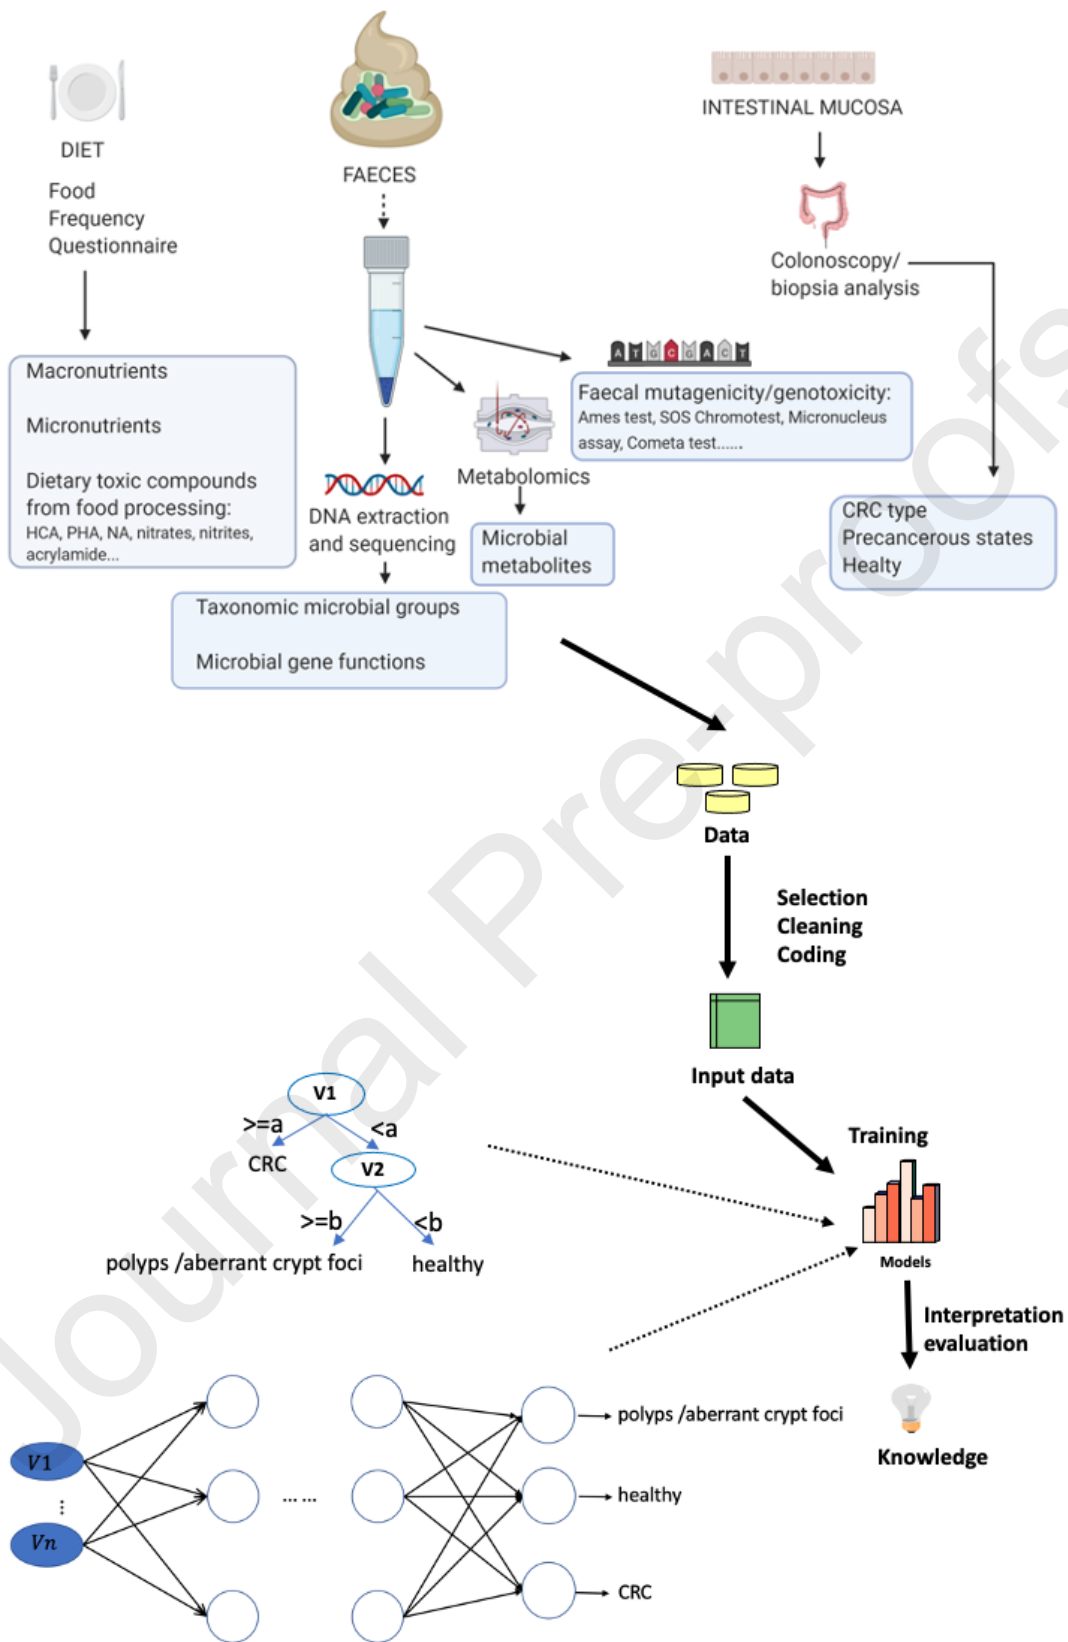 DIET
Food
Frequency
Questionnaire
Macronutrients
Micronutrients
Dietary toxic compounds
from food processing:
HCA, PHA, NA, nitrates, nitrites,
acrylamide...
FAECES
DNA extraction
and sequencing
Taxonomic microbial groups
Microbial gene functions
Metabolomics
Microbial
metabolites
A T G C G A C T
Faecal mutagenicity/genotoxicity:
Ames test, SOS Chromotest, Micronucleus
assay, Cometa test......
INTESTINAL MUCOSA
Colonoscopy/
biopsia analysis
CRC type
Precancerous states
Healty
Data
Selection
Cleaning
Coding
Input data
Training
Models
Interpretation
evaluation
Knowledge
V1
>=a
<a
CRC
V2
>=b
<b
polyps /aberrant crypt foci
healthy
V1
⋮
Vn
... ...
polyps /aberrant crypt foci
healthy
CRC
Journal Pre-proofs